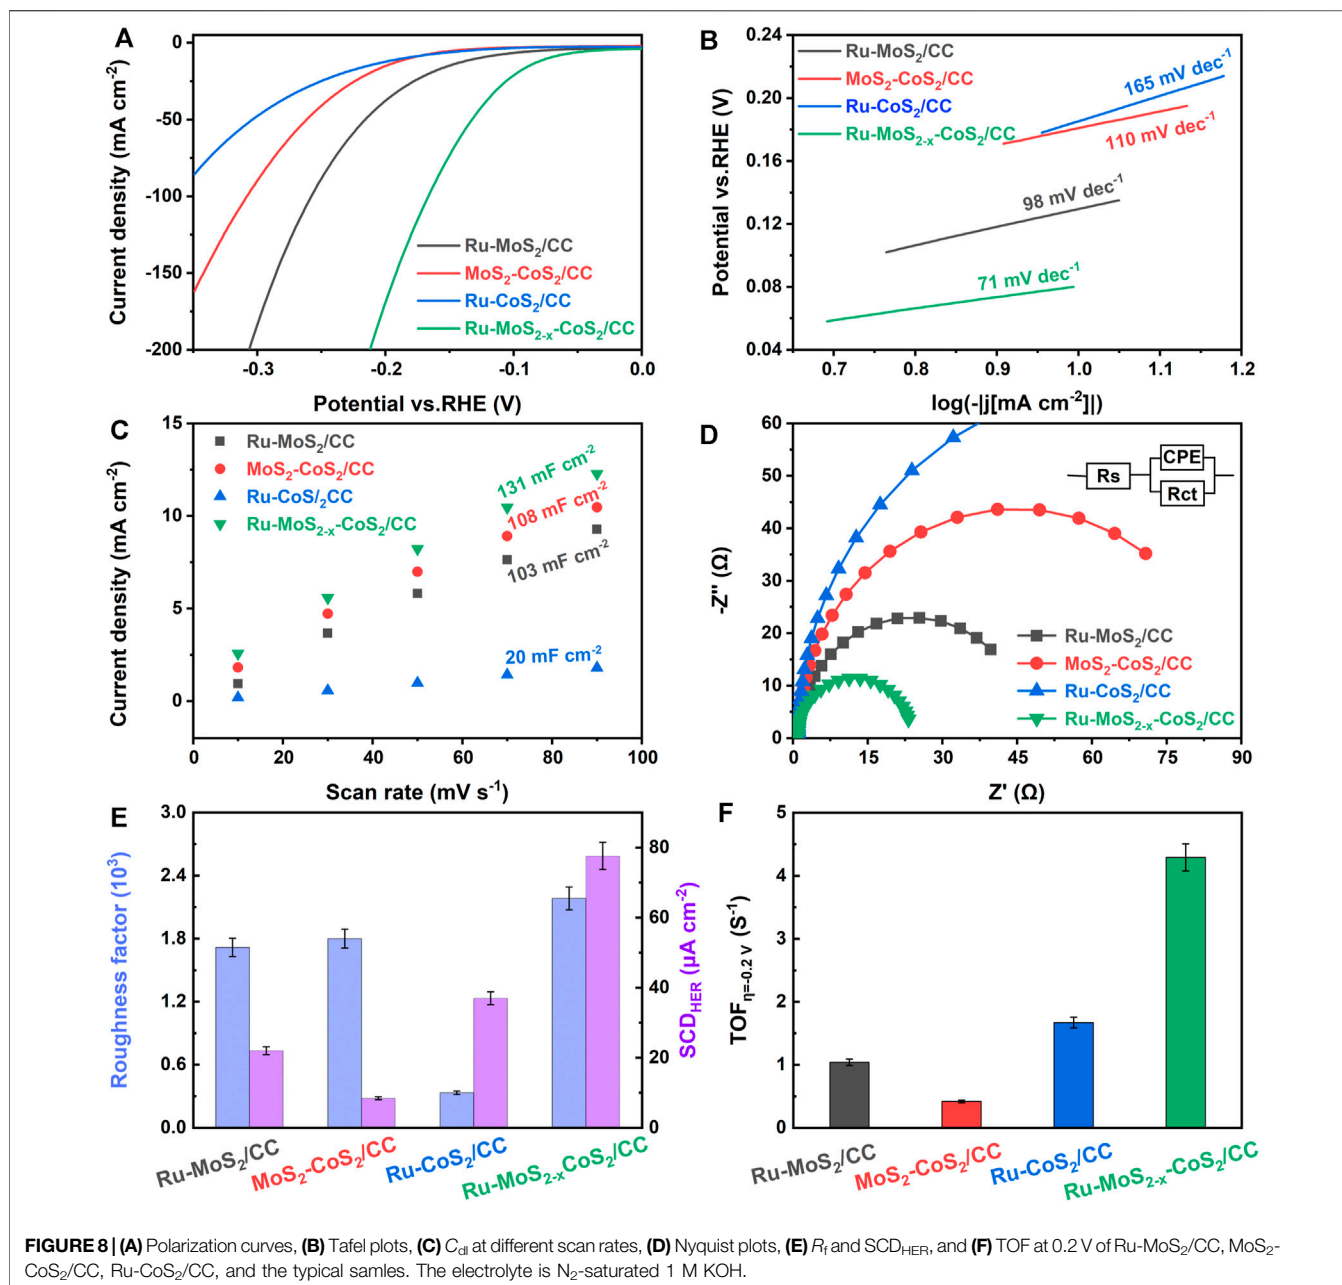 A
0
-50
-100
-150
-200
Current density (mA cm⁻²)
Ru-MoS₂/CC
MoS₂-CoS₂/CC
Ru-CoS₂/CC
Ru-MoS₂₋ₓ-CoS₂/CC
-0.3 -0.2 -0.1 0.0
Potential vs.RHE (V)
B
0.24
0.20
0.16
0.12
0.08
0.04
Potential vs.RHE (V)
Ru-MoS₂/CC
MoS₂-CoS₂/CC
Ru-CoS₂/CC
Ru-MoS₂₋ₓ-CoS₂/CC
165 mV dec⁻¹
110 mV dec⁻¹
98 mV dec⁻¹
71 mV dec⁻¹
0.7 0.8 0.9 1.0 1.1 1.2
log(-|j[mA cm⁻²]|)
C
15
10
5
0
Current density (mA cm⁻²)
Ru-MoS₂/CC
MoS₂-CoS₂/CC
Ru-CoS/₂CC
Ru-MoS₂₋ₓ-CoS₂/CC
131 mF cm⁻²
108 mF cm⁻²
103 mF cm⁻²
20 mF cm⁻²
0 20 40 60 80 100
Scan rate (mV s⁻¹)
D
60
50
40
30
20
10
0
-Z'' (Ω)
Rs
CPE
Rct
Ru-MoS₂/CC
MoS₂-CoS₂/CC
Ru-CoS₂/CC
Ru-MoS₂₋ₓ-CoS₂/CC
0 15 30 45 60 75 90
Z' (Ω)
E
3.0
2.4
1.8
1.2
0.6
0.0
Roughness factor (10³)
80
60
40
20
0
SCD_HER (μA cm⁻²)
Ru-MoS₂/CC
MoS₂-CoS₂/CC
Ru-CoS₂/CC
Ru-MoS₂₋ₓCoS₂/CC
F
5
4
3
2
1
0
TOF_η=-0.2 V (S⁻¹)
Ru-MoS₂/CC
MoS₂-CoS₂/CC
Ru-CoS₂/CC
Ru-MoS₂₋ₓ-CoS₂/CC
FIGURE 8 | (A) Polarization curves, (B) Tafel plots, (C) C_dl at different scan rates, (D) Nyquist plots, (E) R_f and SCD_HER, and (F) TOF at 0.2 V of Ru-MoS₂/CC, MoS₂-
CoS₂/CC, Ru-CoS₂/CC, and the typical samles. The electrolyte is N₂-saturated 1 M KOH.